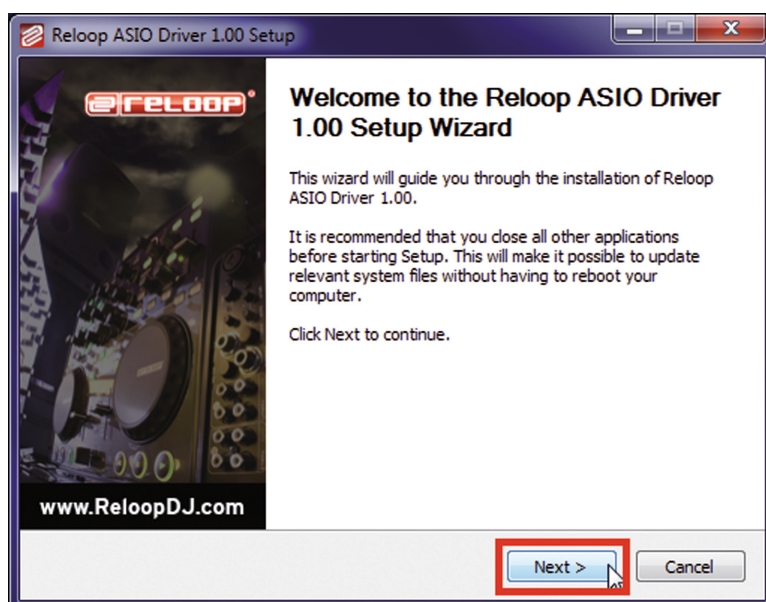 Reloop ASIO Driver 1.00 Setup
reloop
Welcome to the Reloop ASIO Driver
1.00 Setup Wizard
This wizard will guide you through the installation of Reloop
ASIO Driver 1.00.
It is recommended that you close all other applications
before starting Setup. This will make it possible to update
relevant system files without having to reboot your
computer.
Click Next to continue.
www.ReloopDJ.com
Next >
Cancel